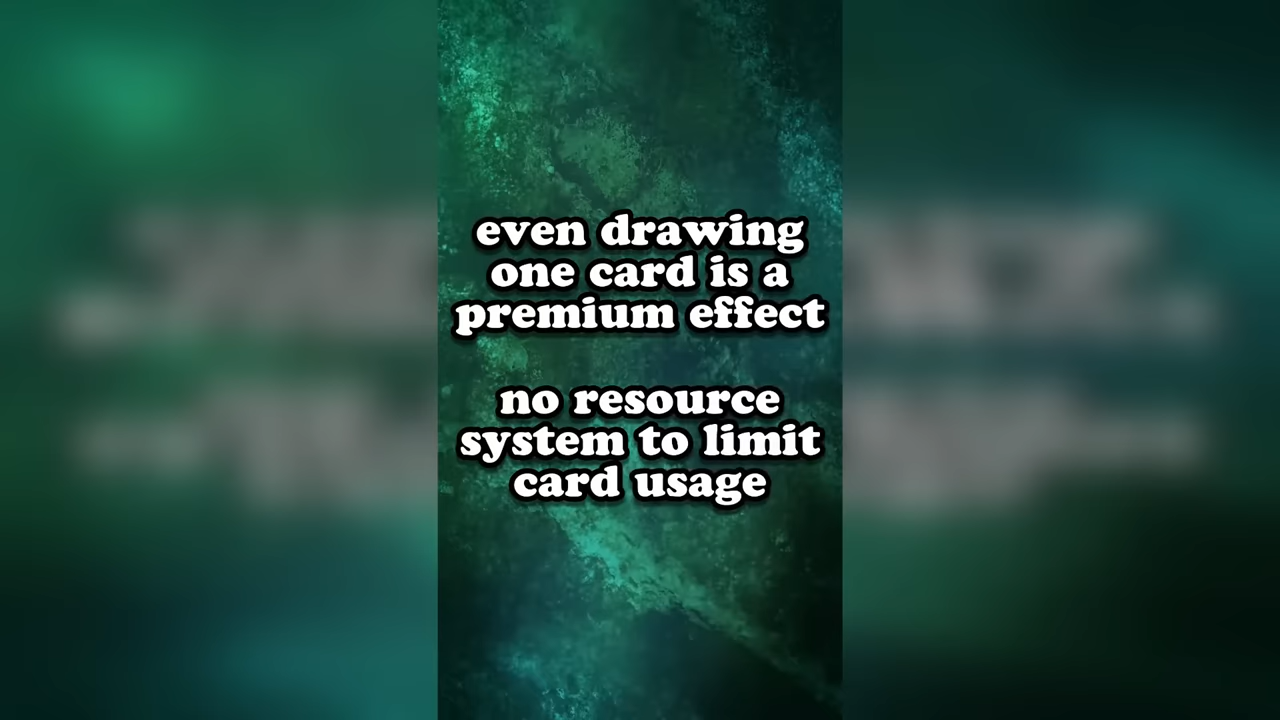 even drawing
one card is a
premium effect
no resource
system to limit
card usage